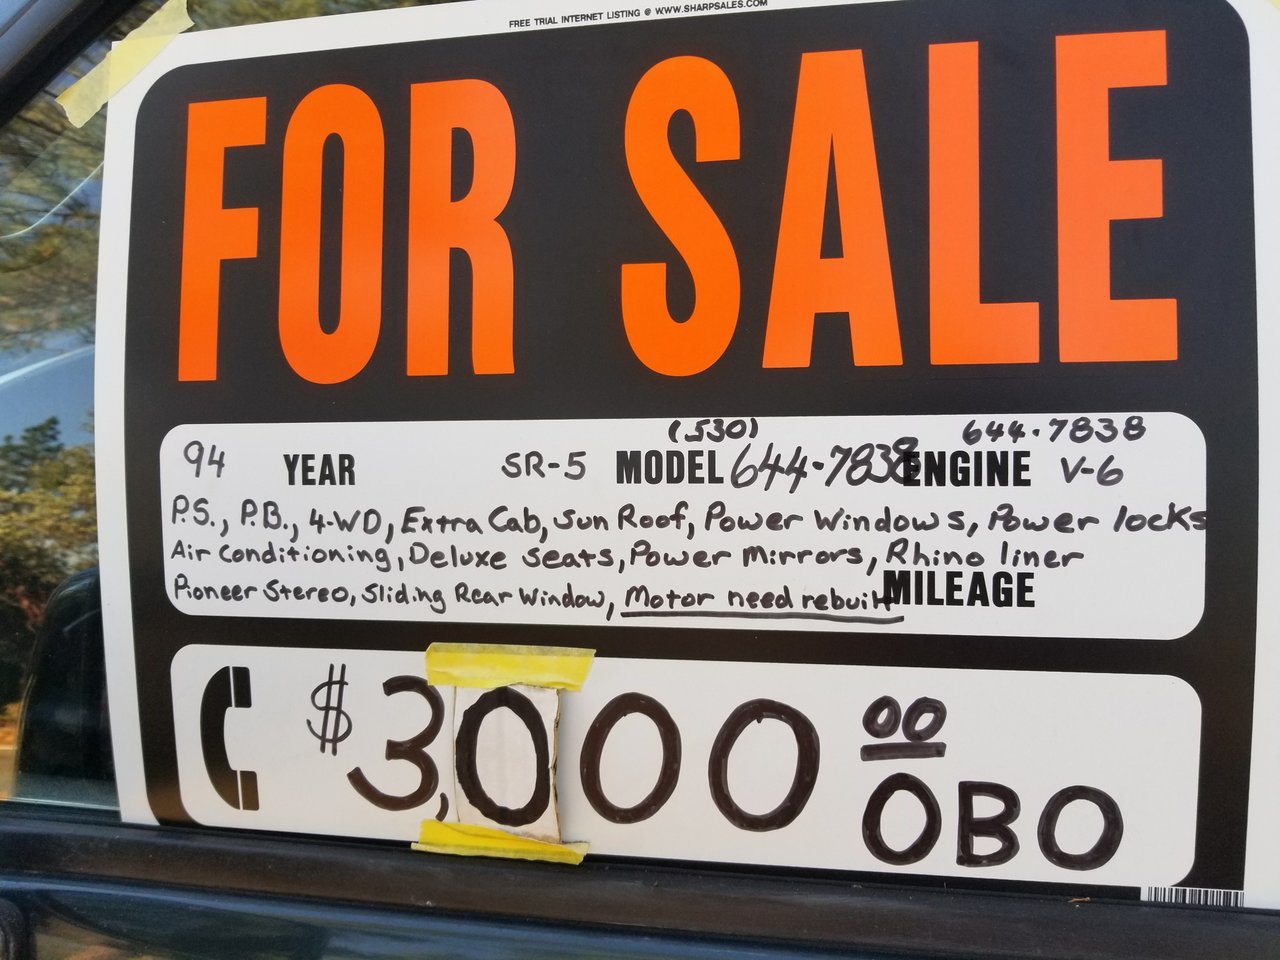 FREE TRIAL INTERNET LISTING @ WWW.SHARPSALES.COM
FOR SALE
(530) 644-7838
94 YEAR SR-5 MODEL 644-7838 ENGINE V-6
P.S., P.B., 4-WD, Extra Cab, Sun Roof, Power Windows, Power locks
Air Conditioning, Deluxe Seats, Power Mirrors, Rhino liner
Pioneer Stereo, Sliding Rear Window, Motor need rebuilt MILEAGE
$3,000 00 OBO